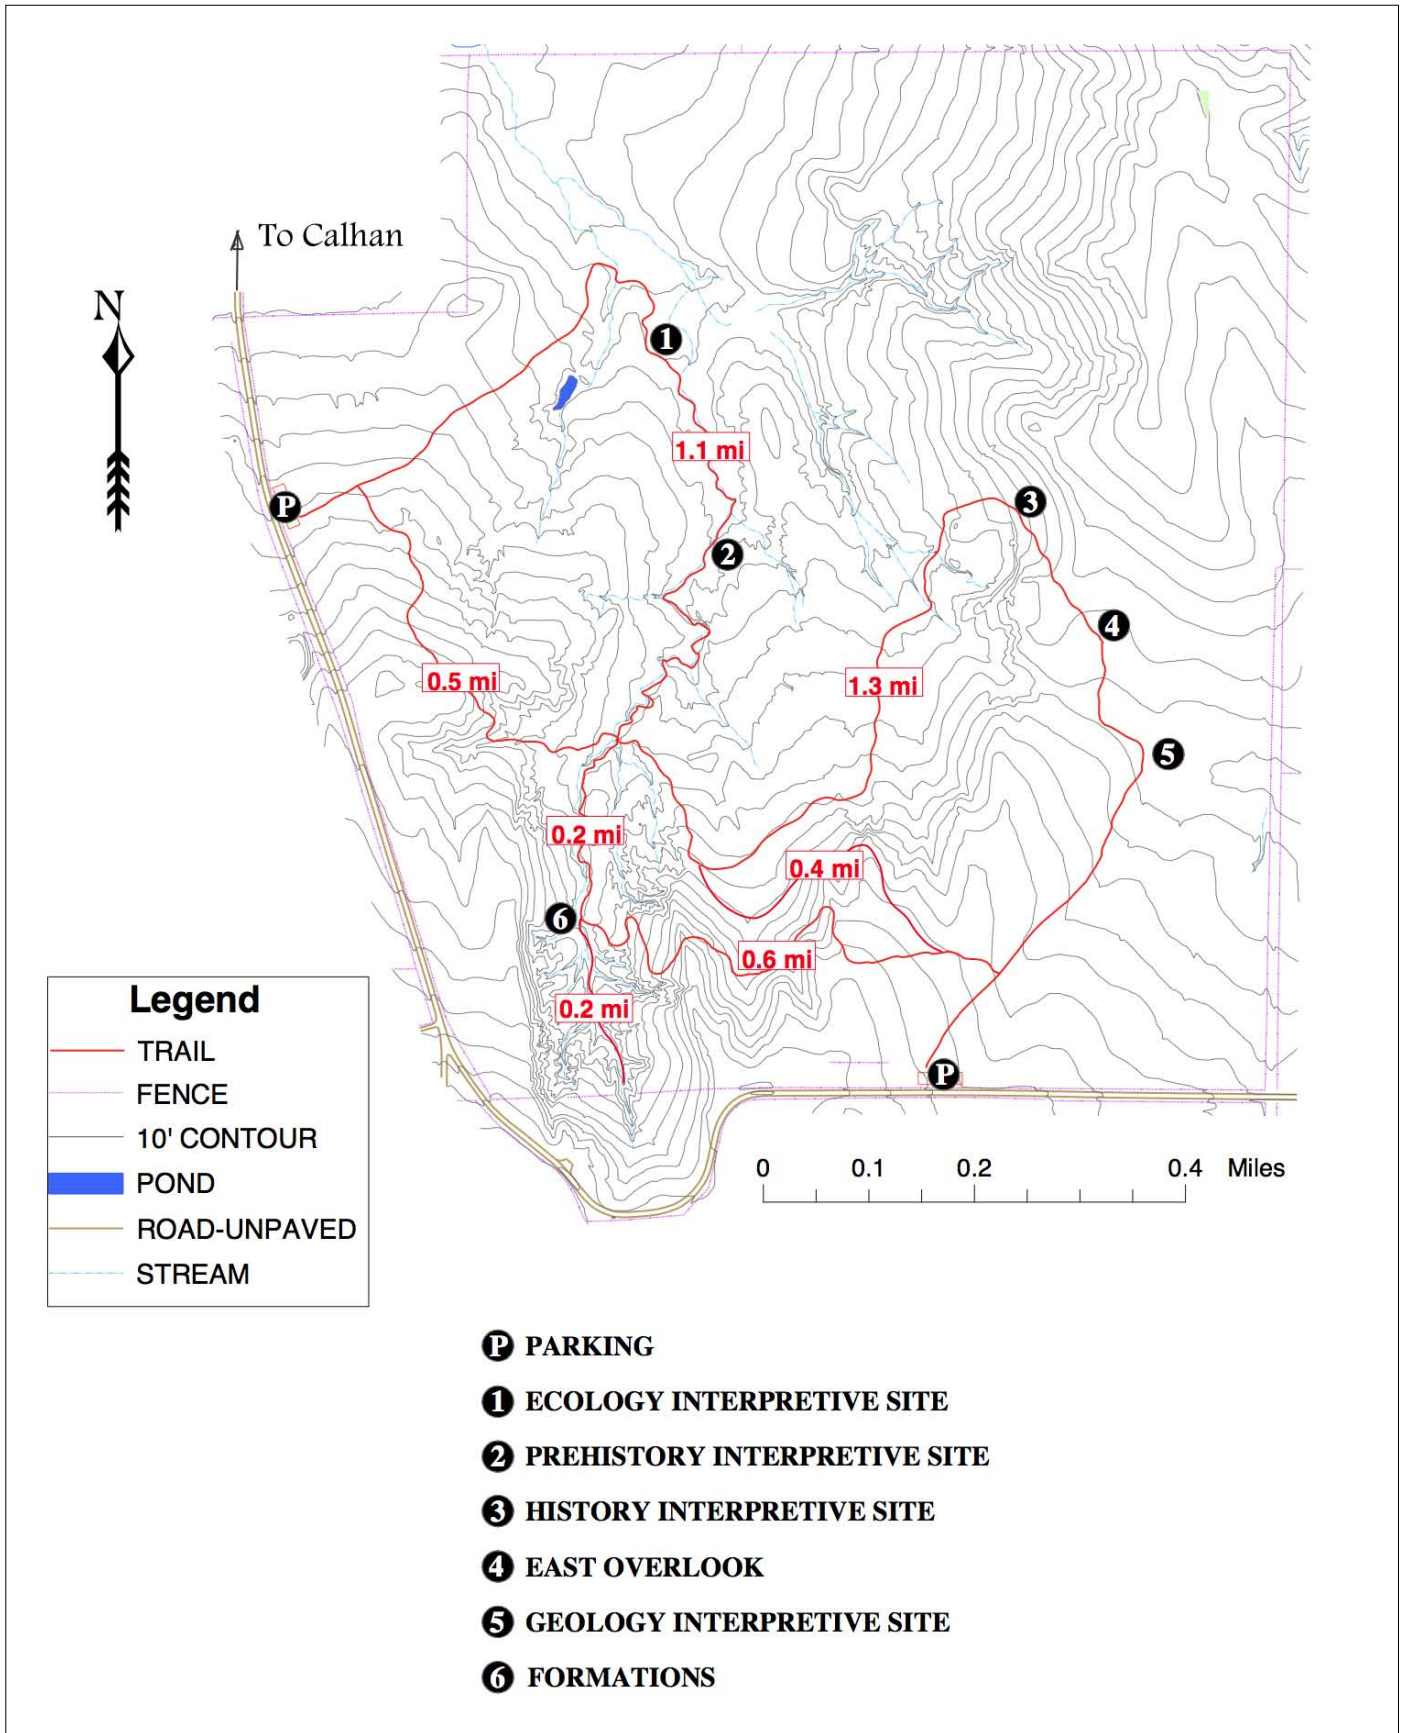 To Calhan
N
1
1.1 mi
P
3
2
4
0.5 mi
1.3 mi
5
0.2 mi
0.4 mi
6
0.6 mi
0.2 mi
P
Legend
TRAIL
FENCE
10' CONTOUR
POND
ROAD-UNPAVED
STREAM
0 0.1 0.2 0.4 Miles
P PARKING
1 ECOLOGY INTERPRETIVE SITE
2 PREHISTORY INTERPRETIVE SITE
3 HISTORY INTERPRETIVE SITE
4 EAST OVERLOOK
5 GEOLOGY INTERPRETIVE SITE
6 FORMATIONS